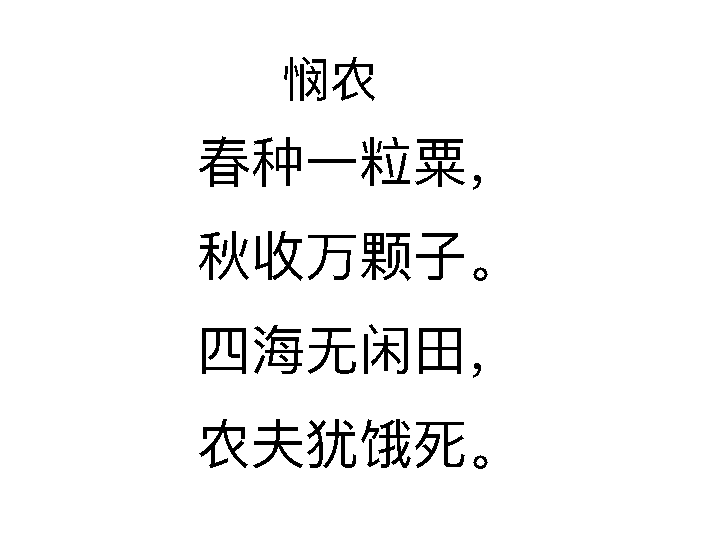 悯农
春种一粒粟，
秋收万颗子。
四海无闲田，
农夫犹饿死。